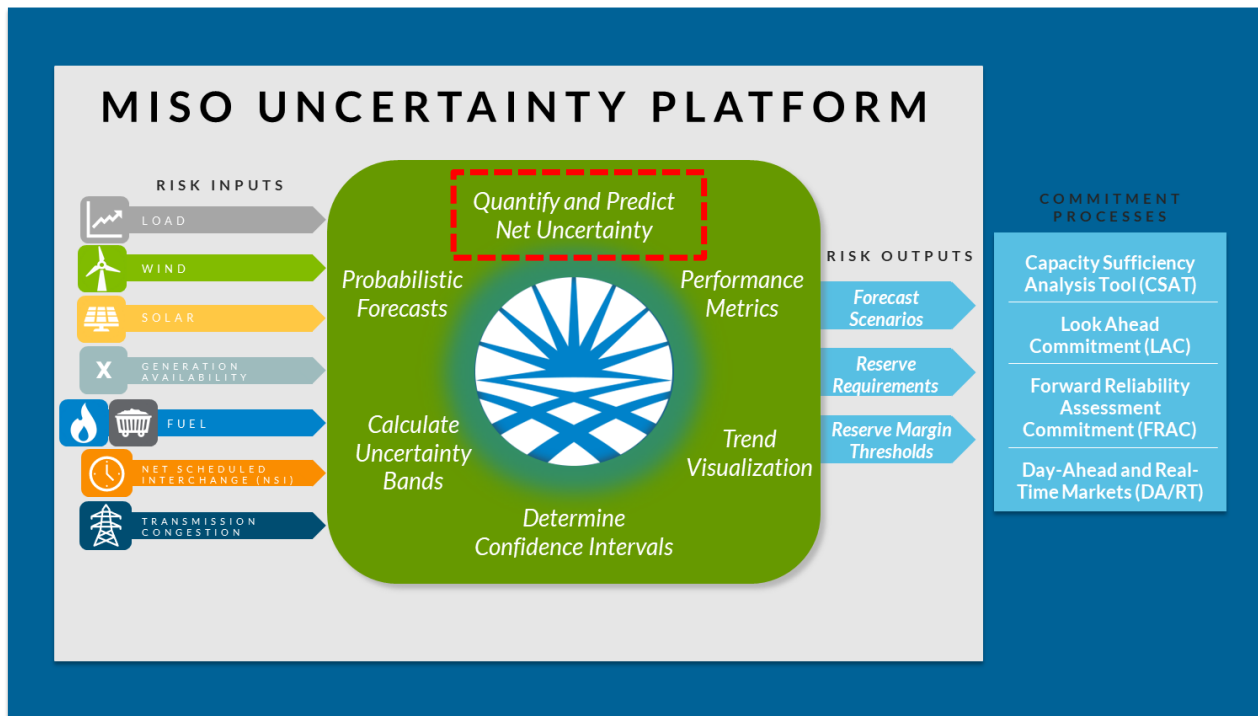 MISO UNCERTAINTY PLATFORM
RISK INPUTS
LOAD
WIND
SOLAR
X
GENERATION
AVAILABILITY
FUEL
NET SCHEDULED
INTERCHANGE (NSI)
TRANSMISSION
CONGESTION
Quantify and Predict
Net Uncertainty
Probabilistic
Forecasts
Performance
Metrics
Calculate
Uncertainty
Bands
Trend
Visualization
Determine
Confidence Intervals
RISK OUTPUTS
Forecast
Scenarios
Reserve
Requirements
Reserve Margin
Thresholds
COMMITMENT
PROCESSES
Capacity Sufficiency
Analysis Tool (CSAT)
Look Ahead
Commitment (LAC)
Forward Reliability
Assessment
Commitment (FRAC)
Day-Ahead and Real-
Time Markets (DA/RT)